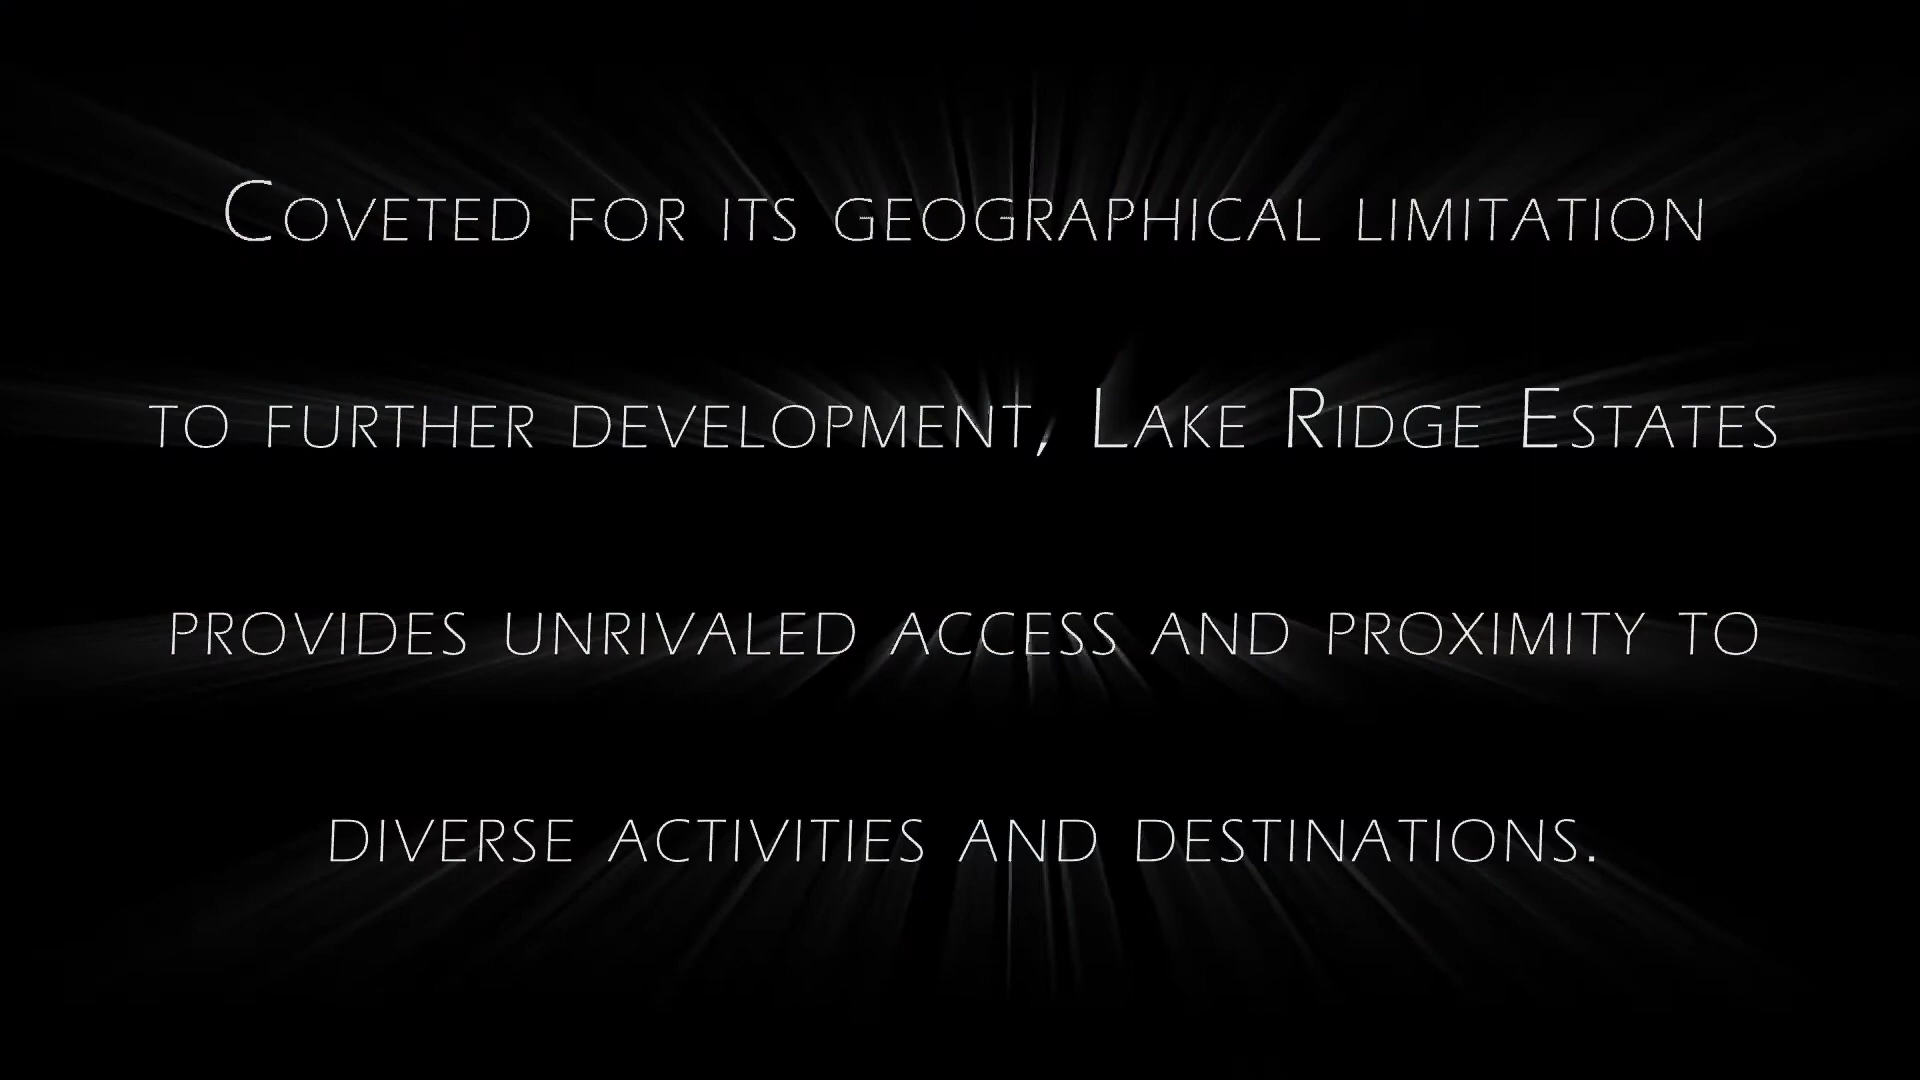 Coveted for its geographical limitation
to further development, Lake Ridge Estates
provides unrivaled access and proximity to
diverse activities and destinations.